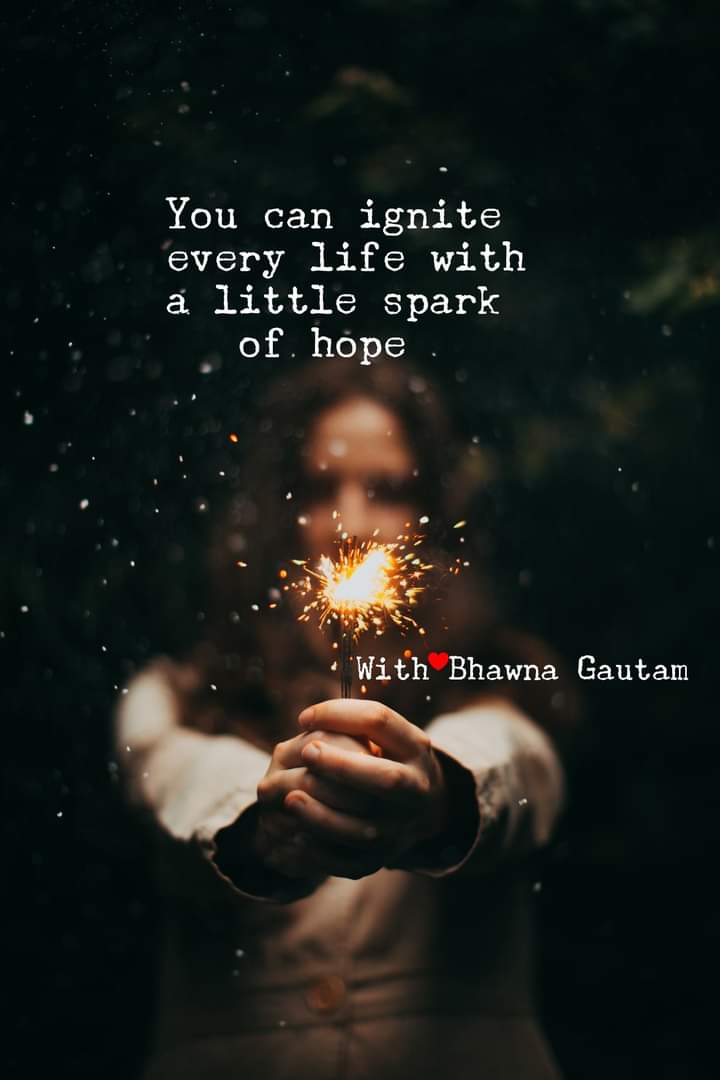 You can ignite
every life with
a little spark
of hope
With❤Bhawna Gautam